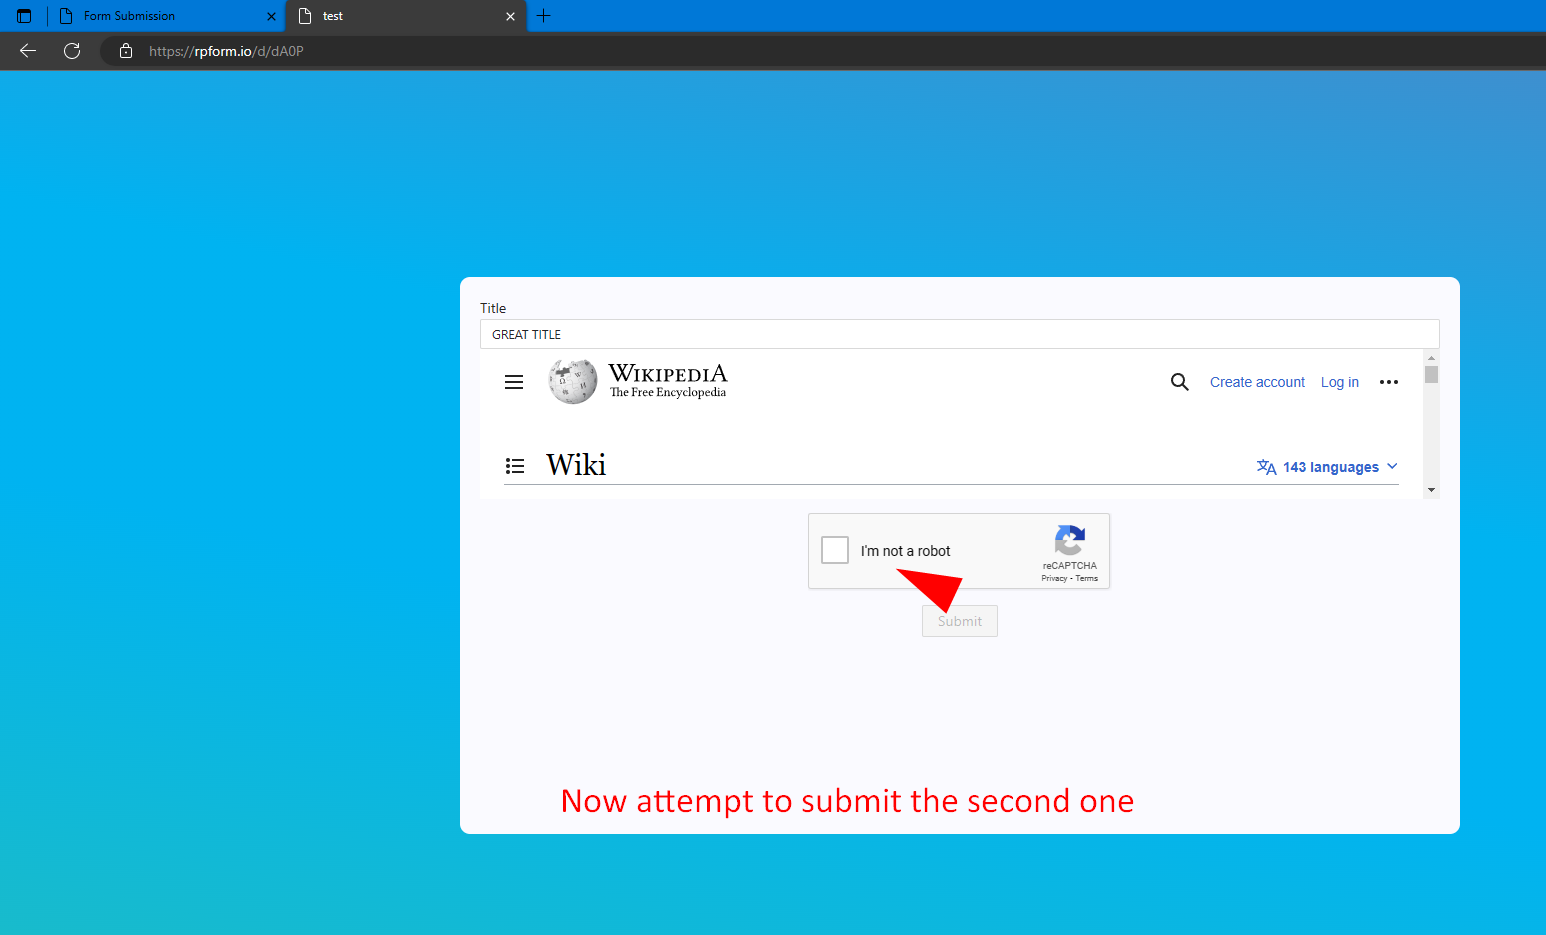 Form Submission
test
https://rpform.io/d/dA0P
Title
GREAT TITLE
WIKIPEDIA
The Free Encyclopedia
Create account
Log in
Wiki
143 languages
I'm not a robot
reCAPTCHA
Privacy - Terms
Submit
Now attempt to submit the second one